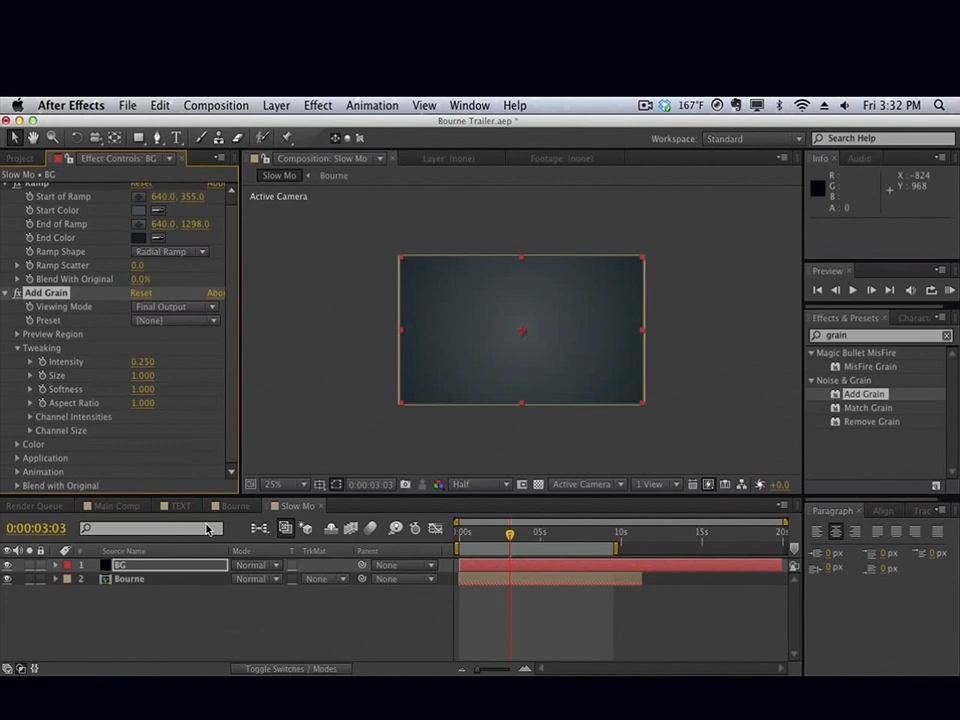 After Effects File Edit Composition Layer Effect Animation View Window Help 167°F Fri 3:32 PM
Bourne Trailer.aep *
Workspace: Standard Search Help
Project Effect Controls: BG Composition: Slow Mo Layer: (none) Footage: (none) Info Audio
Slow Mo • BG
Slow Mo Bourne
Ramp Reset Abou
Active Camera
Start of Ramp 640.0, 355.0
Start Color
End of Ramp 640.0, 1298.0
End Color
Ramp Shape Radial Ramp
Ramp Scatter 0.0
Blend With Original 0.0%
Add Grain Reset Abou
Viewing Mode Final Output
Preset [None]
Preview Region
Tweaking
Intensity 0.250
Size 1.000
Softness 1.000
Aspect Ratio 1.000
Channel Intensities
Channel Size
Color
Application
Animation
Blend with Original
R:
G:
B:
A: 0
X: -824
Y: 968
Preview
Effects & Presets Charact
grain
Magic Bullet MisFire
MisFire Grain
Noise & Grain
Add Grain
Match Grain
Remove Grain
25% 0:00:03:03 Half Active Camera 1 View +0.0
Render Queue Main Comp TEXT Bourne Slow Mo
0:00:03:03
00s 05s 10s 15s 20s
# Source Name Mode T TrkMat Parent
1 BG Normal None
2 Bourne Normal None None
Toggle Switches / Modes
Paragraph Align Trac
0 px 0 px 0 px
0 px 0 px